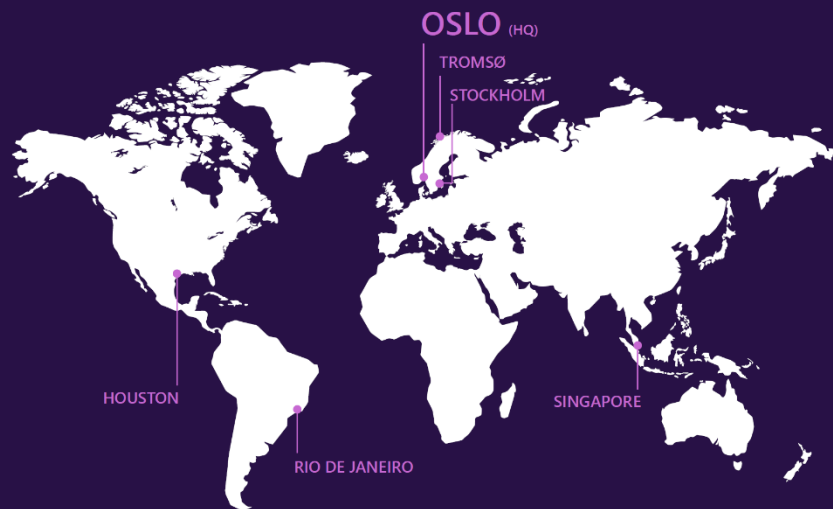 OSLO (HQ)
TROMSØ
STOCKHOLM
HOUSTON
SINGAPORE
RIO DE JANEIRO